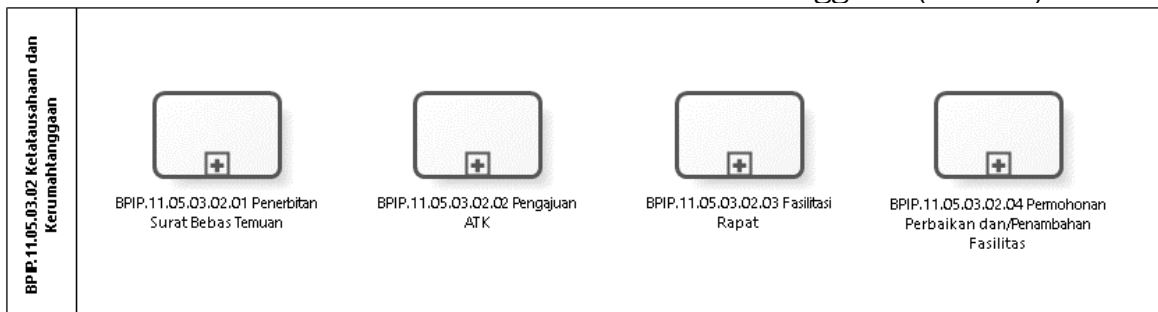 BPIP.11.05.03.02 Ketatausahaan dan
Kerumahtanggaan
BPIP.11.05.03.02.01 Penerbitan
Surat Bebas Temuan
BPIP.11.05.03.02.02 Pengajuan
ATK
BPIP.11.05.03.02.03 Fasilitasi
Rapat
BPIP.11.05.03.02.04 Permohonan
Perbaikan dan/Penambahan
Fasilitas